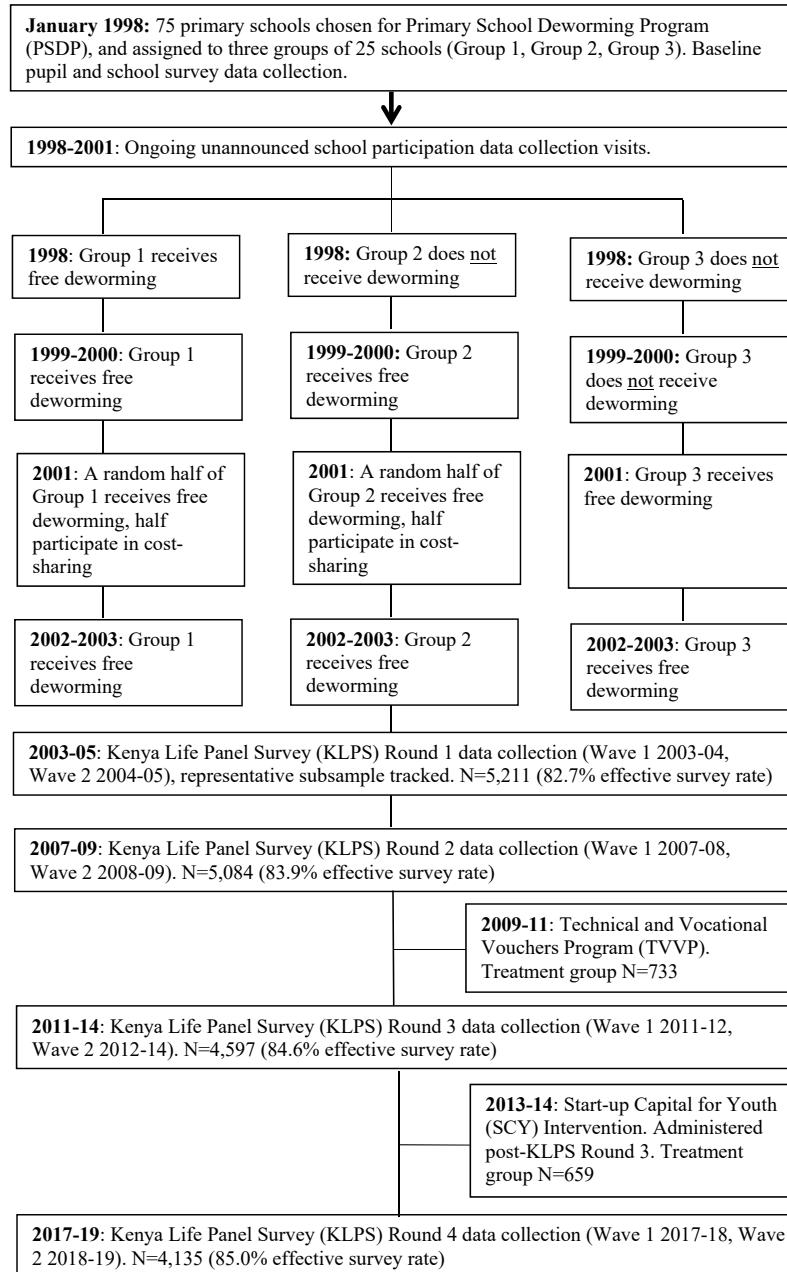 January 1998: 75 primary schools chosen for Primary School Deworming Program
(PSDP), and assigned to three groups of 25 schools (Group 1, Group 2, Group 3). Baseline
pupil and school survey data collection.
1998-2001: Ongoing unannounced school participation data collection visits.
1998: Group 1 receives
free deworming
1998: Group 2 does not
receive deworming
1998: Group 3 does not
receive deworming
1999-2000: Group 1
receives free
deworming
1999-2000: Group 2
receives free
deworming
1999-2000: Group 3
does not receive
deworming
2001: A random half of
Group 1 receives free
deworming, half
participate in cost-
sharing
2001: A random half of
Group 2 receives free
deworming, half
participate in cost-
sharing
2001: Group 3 receives
free deworming
2002-2003: Group 1
receives free
deworming
2002-2003: Group 2
receives free
deworming
2002-2003: Group 3
receives free
deworming
2003-05: Kenya Life Panel Survey (KLPS) Round 1 data collection (Wave 1 2003-04,
Wave 2 2004-05), representative subsample tracked. N=5,211 (82.7% effective survey rate)
2007-09: Kenya Life Panel Survey (KLPS) Round 2 data collection (Wave 1 2007-08,
Wave 2 2008-09). N=5,084 (83.9% effective survey rate)
2009-11: Technical and Vocational
Vouchers Program (TVVP).
Treatment group N=733
2011-14: Kenya Life Panel Survey (KLPS) Round 3 data collection (Wave 1 2011-12,
Wave 2 2012-14). N=4,597 (84.6% effective survey rate)
2013-14: Start-up Capital for Youth
(SCY) Intervention. Administered
post-KLPS Round 3. Treatment
group N=659
2017-19: Kenya Life Panel Survey (KLPS) Round 4 data collection (Wave 1 2017-18, Wave
2 2018-19). N=4,135 (85.0% effective survey rate)